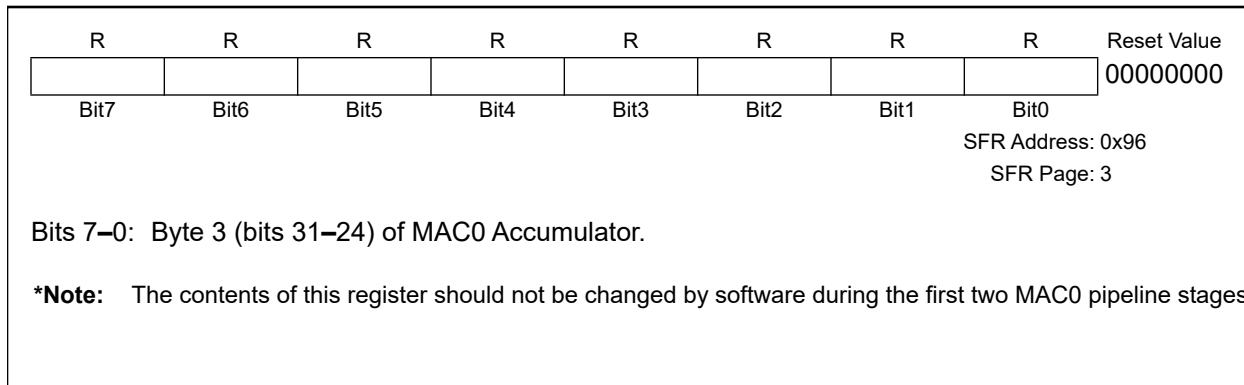 R R R R R R R R Reset Value
00000000
Bit7 Bit6 Bit5 Bit4 Bit3 Bit2 Bit1 Bit0
SFR Address: 0x96
SFR Page: 3
Bits 7–0: Byte 3 (bits 31–24) of MAC0 Accumulator.
*Note: The contents of this register should not be changed by software during the first two MAC0 pipeline stages